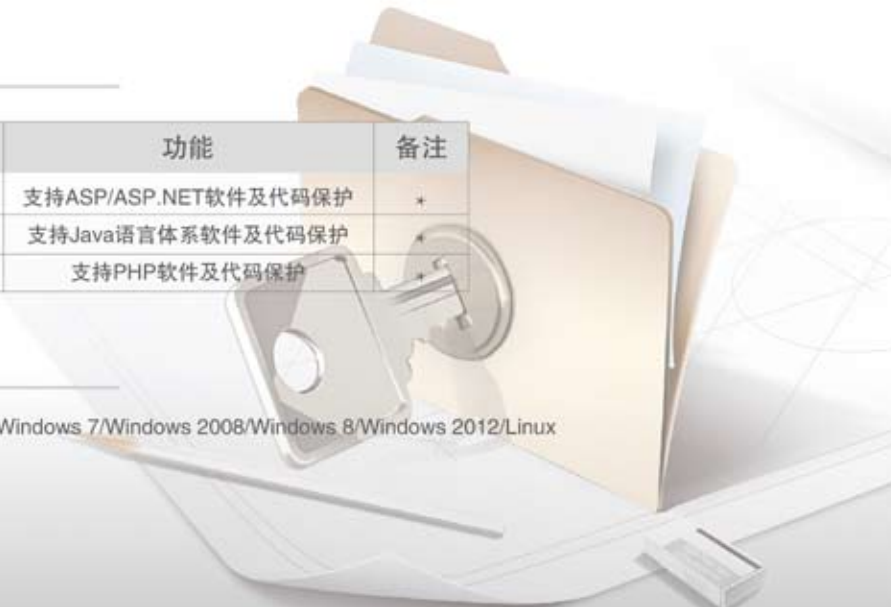 功能 备注
支持ASP/ASP.NET软件及代码保护 *
支持Java语言体系软件及代码保护 *
支持PHP软件及代码保护 *
Windows 7/Windows 2008/Windows 8/Windows 2012/Linux